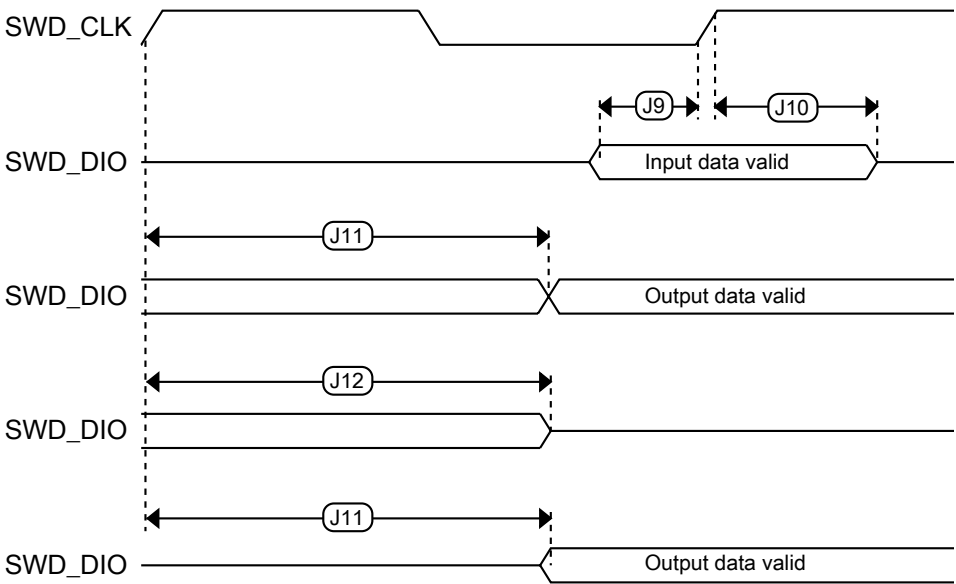 SWD_CLK
J9
J10
SWD_DIO
Input data valid
J11
SWD_DIO
Output data valid
J12
SWD_DIO
J11
SWD_DIO
Output data valid